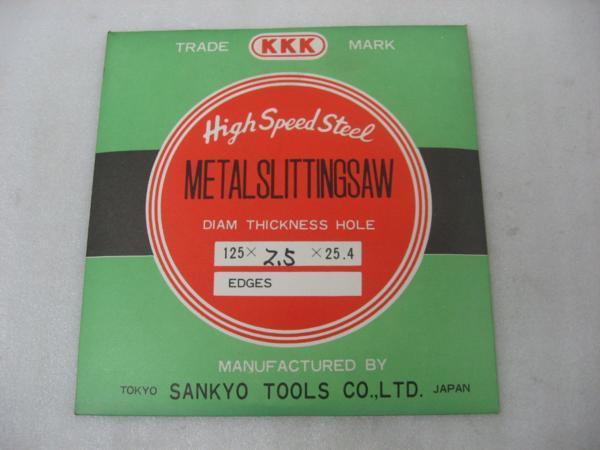 TRADE KKK MARK
High Speed Steel
METALSLITTINGSAW
DIAM THICKNESS HOLE
125× 2.5 ×25.4
EDGES
MANUFACTURED BY
TOKYO SANKYO TOOLS CO.,LTD. JAPAN